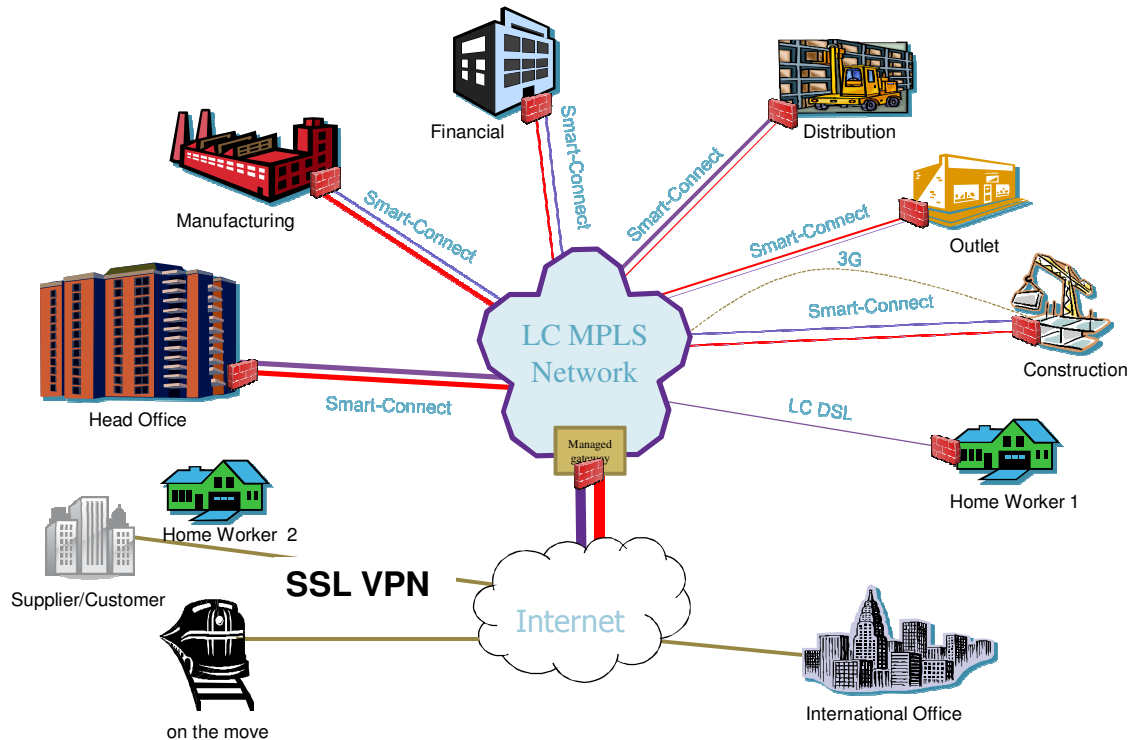 Financial
Smart-Connect
Smart-Connect
Distribution
Manufacturing
Smart-Connect
Smart-Connect
Outlet
3G
Smart-Connect
LC MPLS
Network
Construction
Head Office
Smart-Connect
LC DSL
Managed
gateway
Home Worker 1
Home Worker 2
SSL VPN
Supplier/Customer
Internet
International Office
on the move